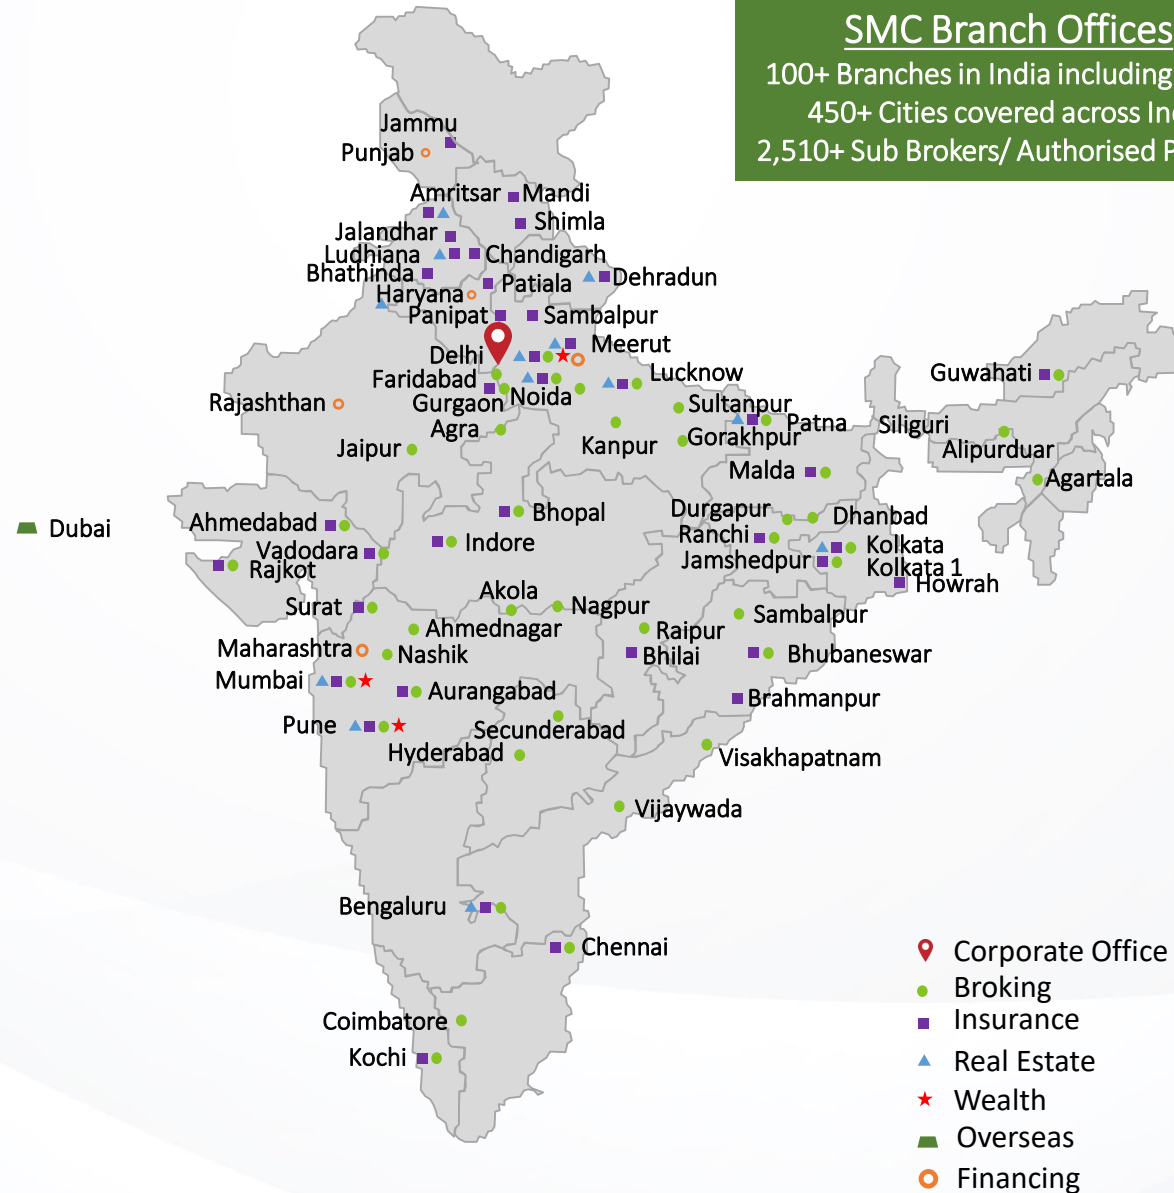 SMC Branch Offices
100+ Branches in India including
450+ Cities covered across In
2,510+ Sub Brokers/ Authorised P
Jammu
Punjab
Amritsar
Mandi
Shimla
Jalandhar
Ludhiana
Chandigarh
Bhathinda
Patiala
Dehradun
Haryana
Panipat
Sambalpur
Delhi
Meerut
Faridabad
Lucknow
Guwahati
Gurgaon
Noida
Rajashthan
Sultanpur
Agra
Kanpur
Gorakhpur
Patna
Siliguri
Alipurduar
Jaipur
Malda
Agartala
Dubai
Ahmedabad
Bhopal
Durgapur
Dhanbad
Vadodara
Indore
Ranchi
Kolkata
Rajkot
Jamshedpur
Kolkata 1
Howrah
Surat
Akola
Nagpur
Sambalpur
Ahmednagar
Raipur
Maharashtra
Nashik
Bhilai
Bhubaneswar
Mumbai
Aurangabad
Brahmanpur
Pune
Secunderabad
Hyderabad
Visakhapatnam
Vijaywada
Bengaluru
Chennai
Coimbatore
Kochi
Corporate Office
Broking
Insurance
Real Estate
Wealth
Overseas
Financing